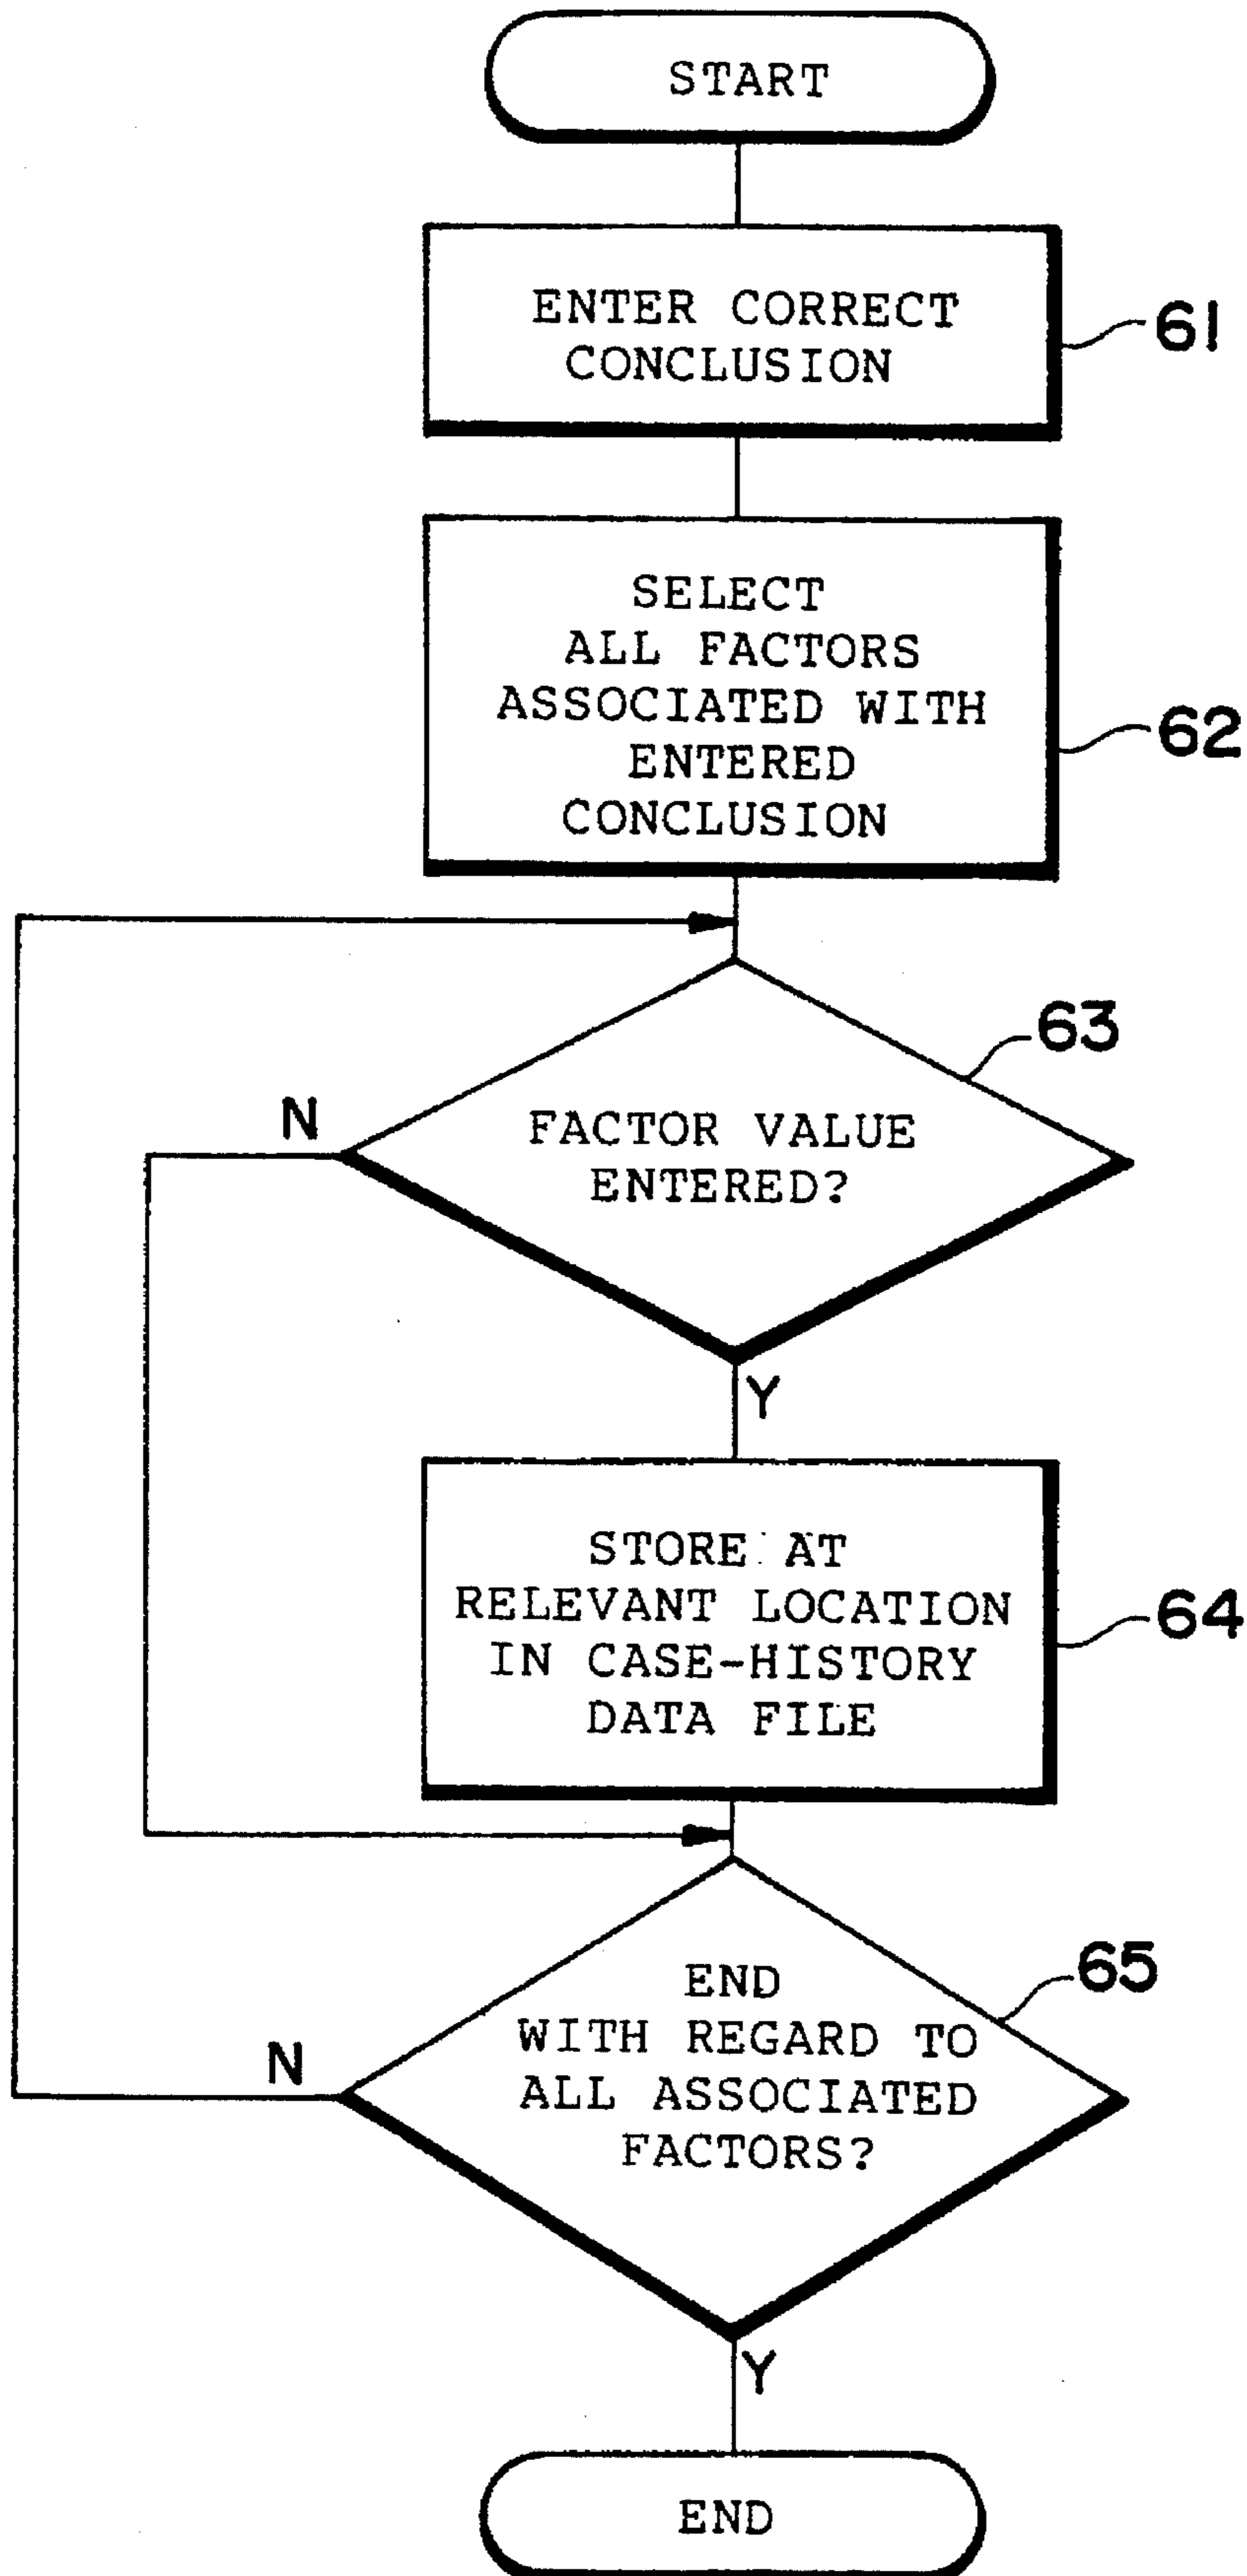 START
ENTER CORRECT
CONCLUSION
61
SELECT
ALL FACTORS
ASSOCIATED WITH
ENTERED
CONCLUSION
62
63
N
FACTOR VALUE
ENTERED?
Y
STORE AT
RELEVANT LOCATION
IN CASE-HISTORY
DATA FILE
64
65
END
WITH REGARD TO
ALL ASSOCIATED
FACTORS?
N
Y
END